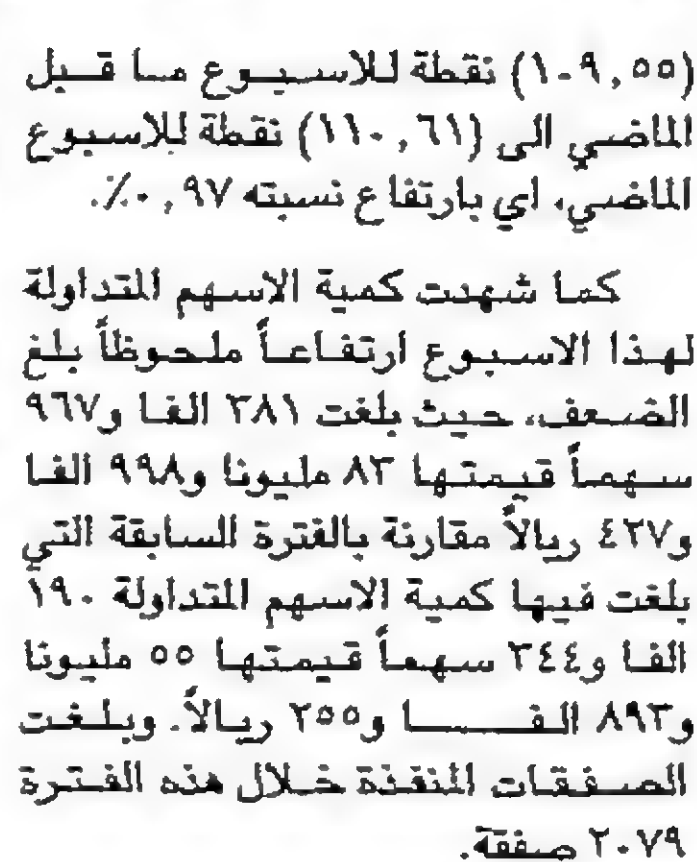 (١٠٩,٥٥) نقطة للاسبوع ما قبل
الماضي الى (١١٠,٦١) نقطة للاسبوع
الماضي، اي بارتفاع نسبته ٠,٩٧٪.
كما شهدت كمية الاسهم المتداولة
لهذا الاسبوع ارتفاعاً ملحوظاً بلغ
الضعف، حيث بلغت ٣٨١ الفا و٩٦٧
سهماً قيمتها ٨٣ مليونا و٩٩٨ الفا
و٤٣٧ ريالاً مقارنة بالفترة السابقة التي
بلغت فيها كمية الاسهم المتداولة ١٩٠
الفا و٣٤٤ سهماً قيمتها ٥٥ مليونا
و٨٩٣ الفا و٢٥٥ ريالاً. وبلغت
الصفقات المنفذة خلال هذه الفترة
٢٠٧٩ صفقة.